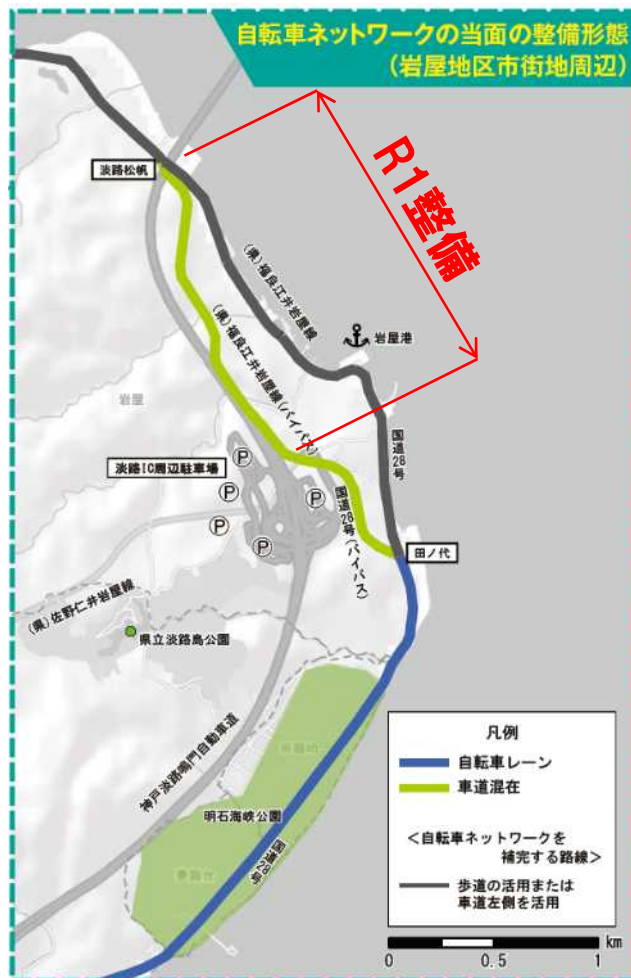 自転車ネットワークの当面の整備形態
（岩屋地区市街地周辺）
R1整備
淡路松帆
（県）福良江井岩屋線
岩屋港
（県）福良江井岩屋線（バイパス）
岩屋
国道28号
淡路IC周辺駐車場
P
P
P
P
P
国道28号（バイパス）
田ノ代
（県）佐野仁井岩屋線
県立淡路島公園
神戸淡路鳴門自動車道
明石海峡公園
国道28号
凡例
自転車レーン
車道混在
＜自転車ネットワークを
補完する路線＞
歩道の活用または
車道左側を活用
km
0
0.5
1